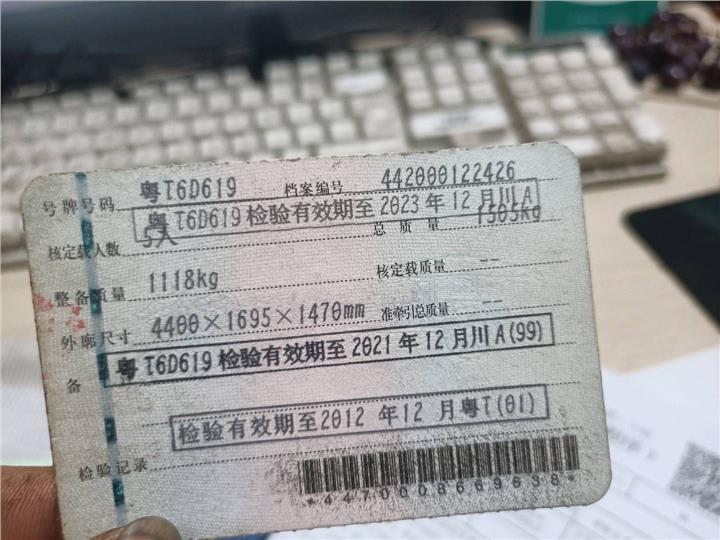 号牌号码 粤T6D619 档案编号 442000122426
粤T6D619 检验有效期至 2023 年 12 月川A
核定载人数 5人 总质量 1505kg
整备质量 1118kg 核定载质量 --
外廓尺寸 4400×1695×1470mm 准牵引总质量 --
粤T6D619 检验有效期至 2021 年 12 月川A(99)
备
检验有效期至2012 年 12 月粤T(01)
检验记录
*4470008669638*